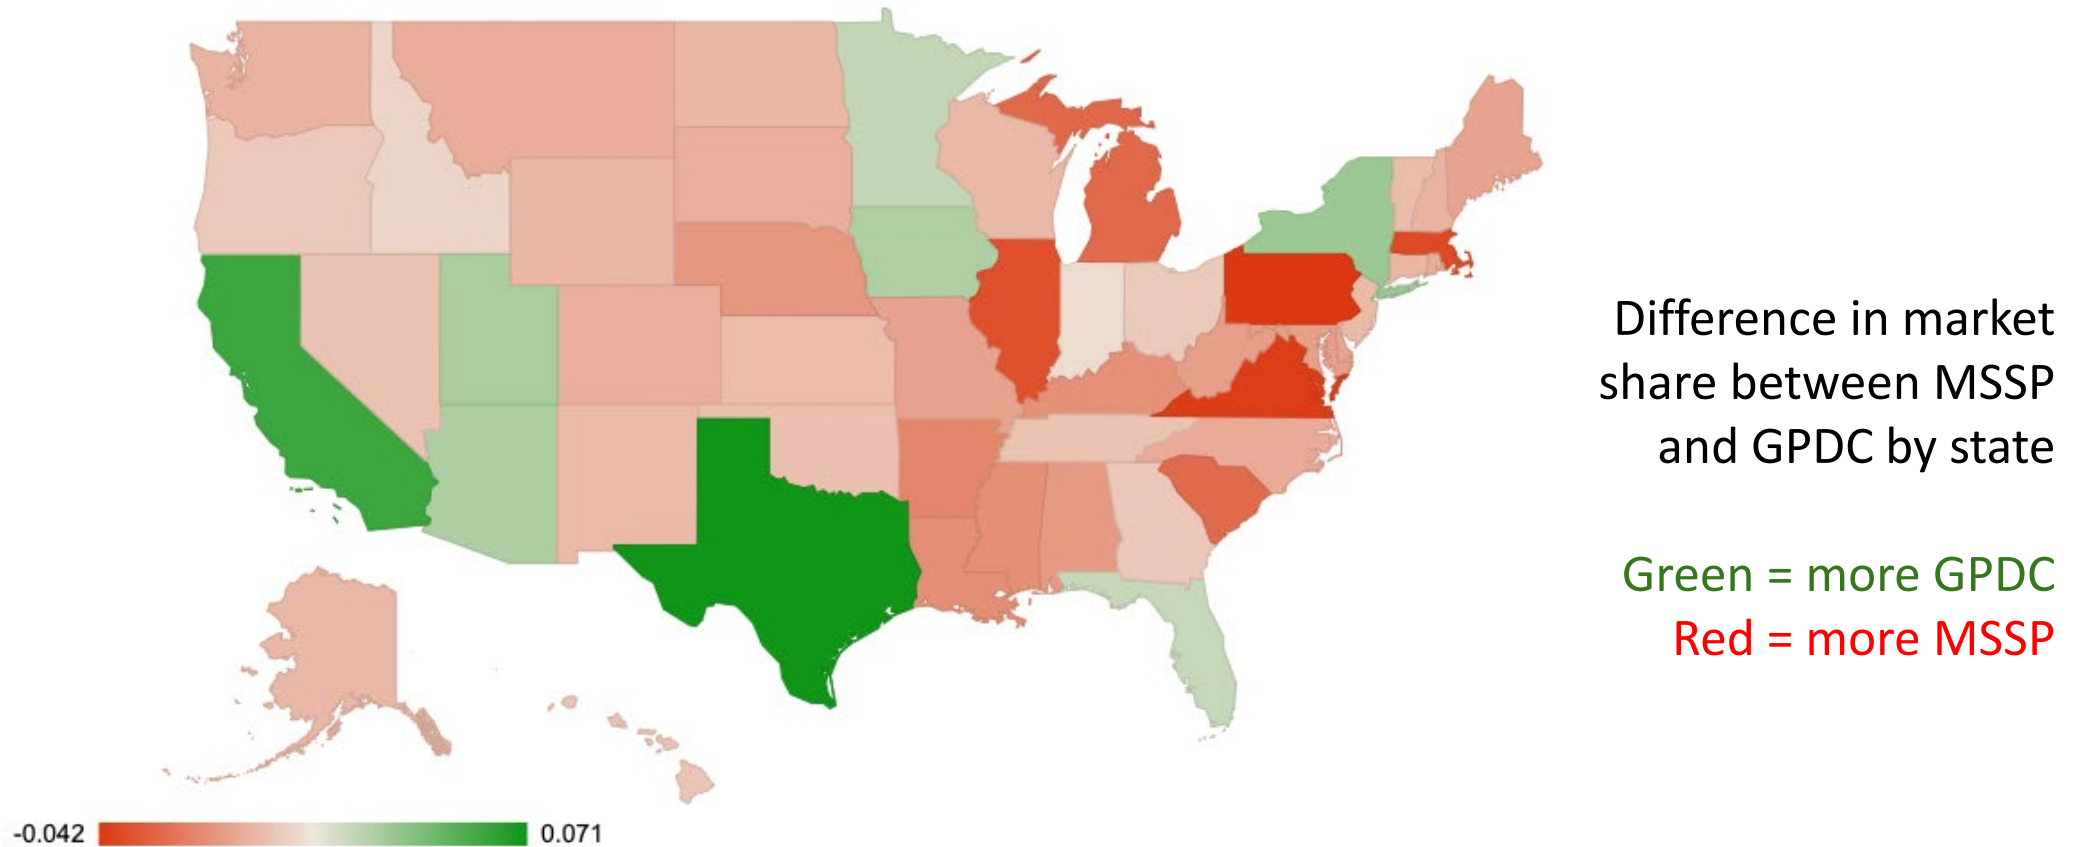 Difference in market
share between MSSP
and GPDC by state
Green = more GPDC
Red = more MSSP
-0.042 0.071